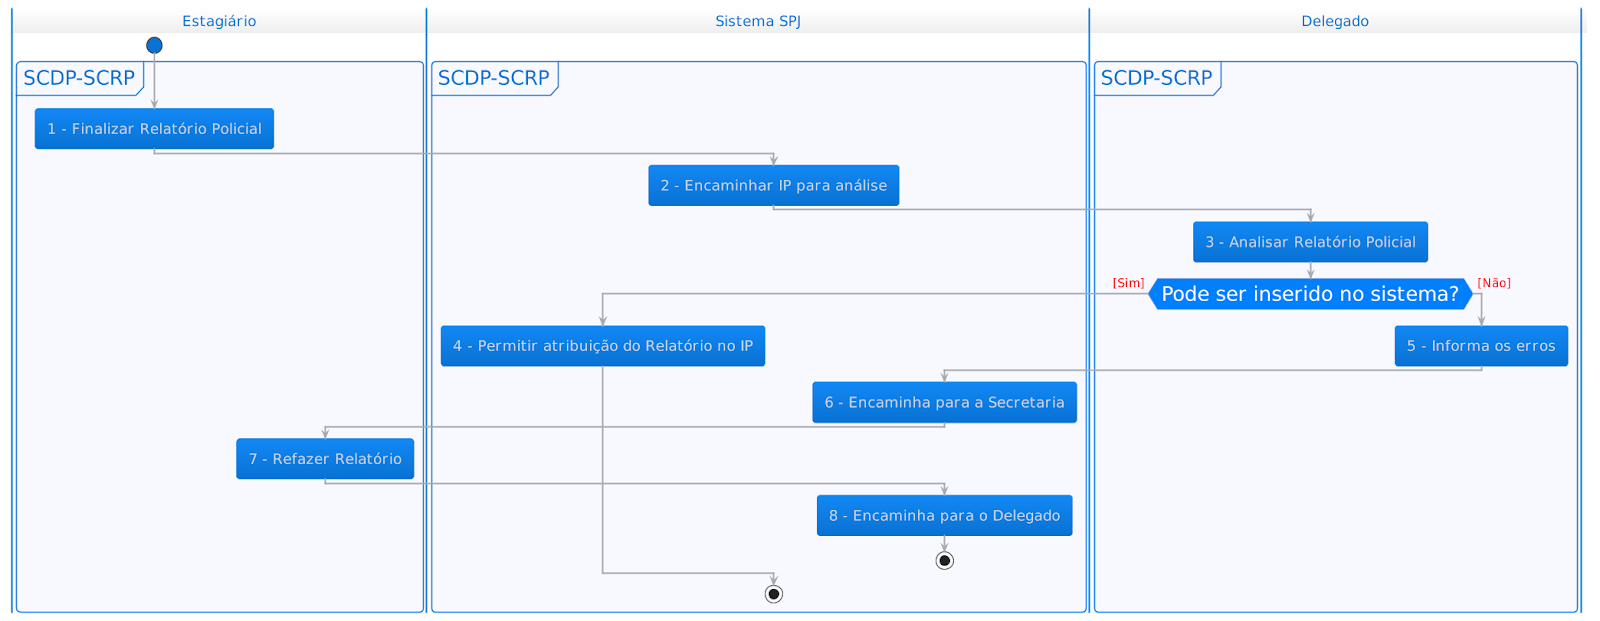 Estagiário
Sistema SPJ
Delegado
SCDP-SCRP
SCDP-SCRP
SCDP-SCRP
1 - Finalizar Relatório Policial
2 - Encaminhar IP para análise
3 - Analisar Relatório Policial
[Sim]
Pode ser inserido no sistema?
[Não]
4 - Permitir atribuição do Relatório no IP
5 - Informa os erros
6 - Encaminha para a Secretaria
7 - Refazer Relatório
8 - Encaminha para o Delegado